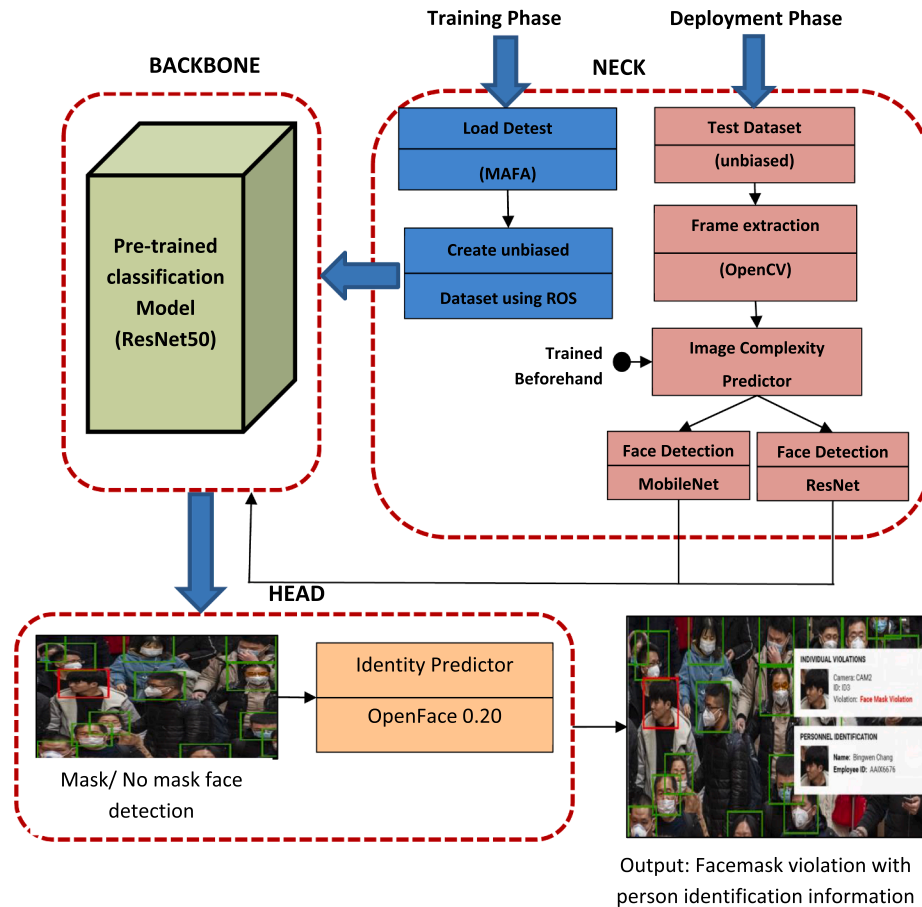 Training Phase
Deployment Phase
BACKBONE
NECK
Pre-trained
classification
Model
(ResNet50)
Load Detest
(MAFA)
Create unbiased
Dataset using ROS
Test Dataset
(unbiased)
Frame extraction
(OpenCV)
Trained
Beforehand
Image Complexity
Predictor
Face Detection
MobileNet
Face Detection
ResNet
HEAD
Mask/ No mask face
detection
Identity Predictor
OpenFace 0.20
INDIVIDUAL VIOLATIONS
Camera: CAM2
ID: ID3
Violation: Face Mask Violation
PERSONNEL IDENTIFICATION
Name: Bingwen Chang
Employee ID: AAIX6676
Output: Facemask violation with
person identification information